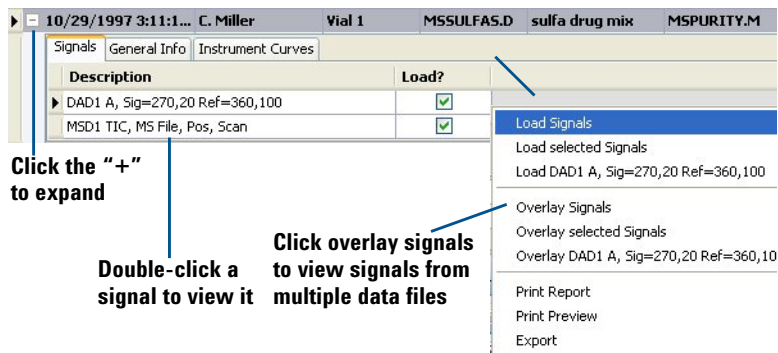 10/29/1997 3:11:1... C. Miller Vial 1 MSSULFAS.D sulfa drug mix MSPURITY.M
Signals General Info Instrument Curves
Description Load?
DAD1 A, Sig=270,20 Ref=360,100
MSD1 TIC, MS File, Pos, Scan
Click the “+”
to expand
Double-click a
signal to view it
Click overlay signals
to view signals from
multiple data files
Load Signals
Load selected Signals
Load DAD1 A, Sig=270,20 Ref=360,100
Overlay Signals
Overlay selected Signals
Overlay DAD1 A, Sig=270,20 Ref=360,10
Print Report
Print Preview
Export